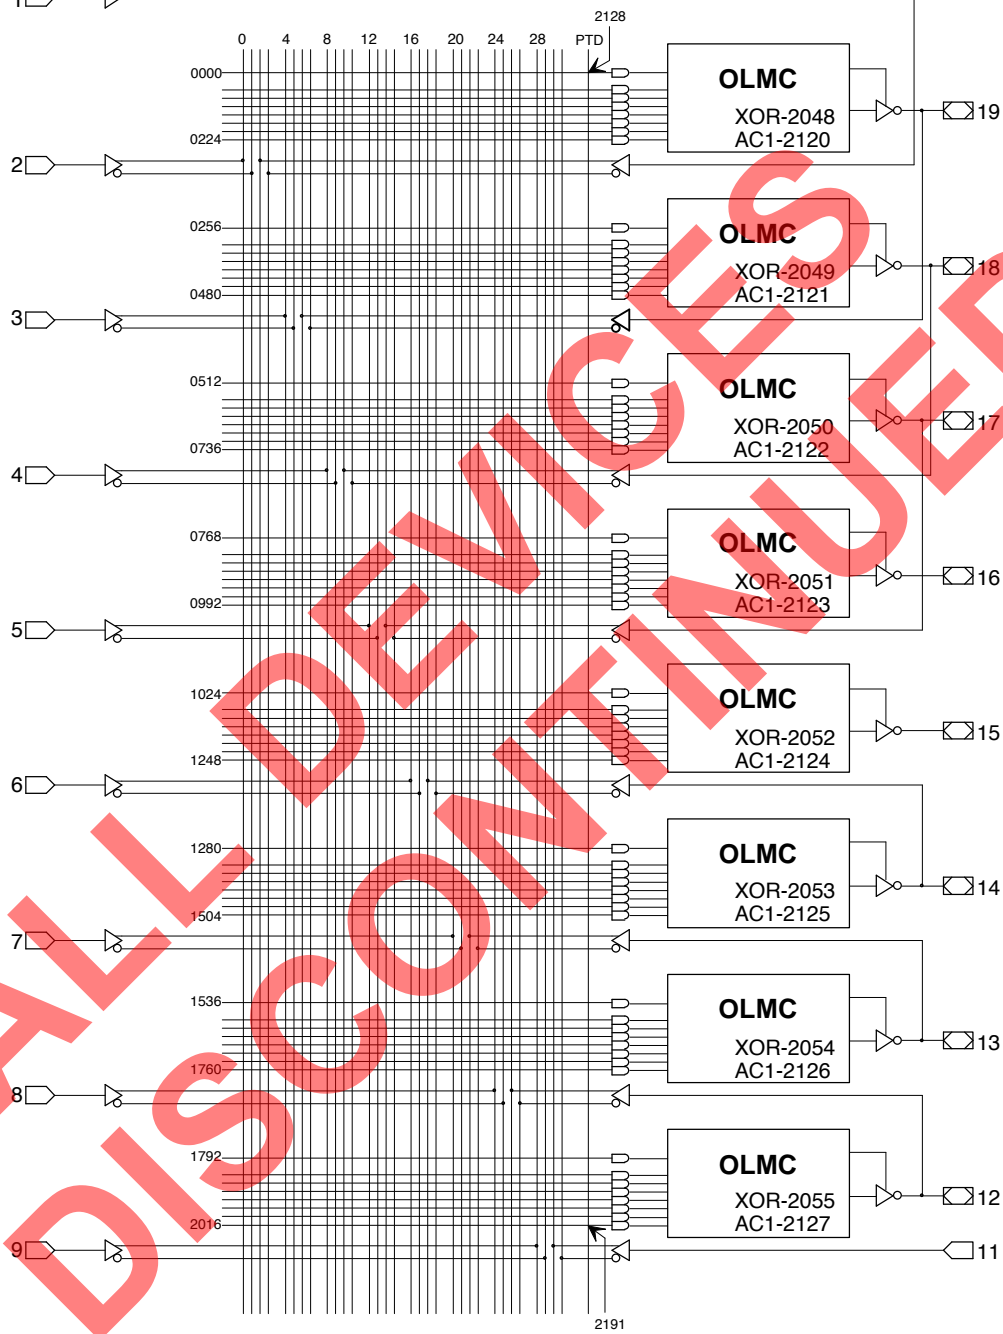 1
2128
0 4 8 12 16 20 24 28 PTD
0000
OLMC
XOR-2048
AC1-2120
19
0224
2
0256
OLMC
XOR-2049
AC1-2121
18
0480
3
0512
OLMC
XOR-2050
AC1-2122
17
0736
4
0768
OLMC
XOR-2051
AC1-2123
16
0992
5
1024
OLMC
XOR-2052
AC1-2124
15
1248
6
1280
OLMC
XOR-2053
AC1-2125
14
1504
7
1536
OLMC
XOR-2054
AC1-2126
13
1760
8
1792
OLMC
XOR-2055
AC1-2127
12
2016
9
11
2191
ALL DEVICES
DISCONTINUED